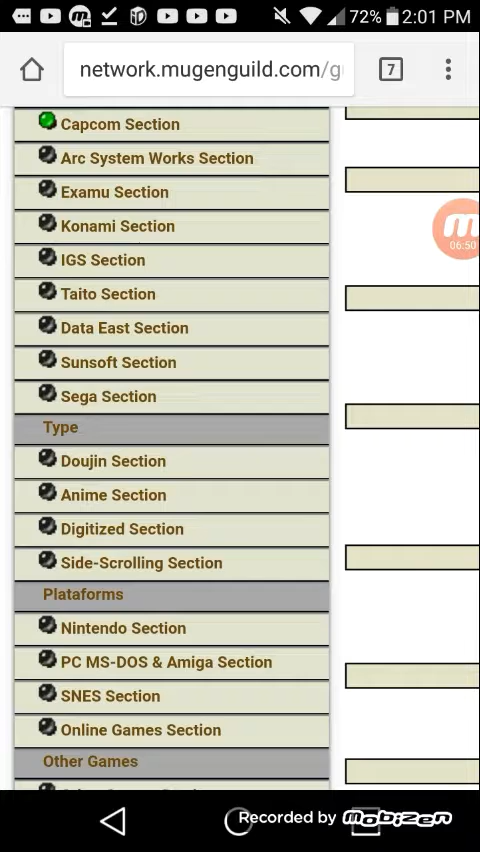 72% 2:01 PM
network.mugenguild.com/g
7
Capcom Section
Arc System Works Section
06:50
Examu Section
Konami Section
IGS Section
Taito Section
Data East Section
Sunsoft Section
Sega Section
Type
Doujin Section
Anime Section
Digitized Section
Side-Scrolling Section
Plataforms
Nintendo Section
PC MS-DOS & Amiga Section
SNES Section
Online Games Section
Other Games
Recorded by Mobizen